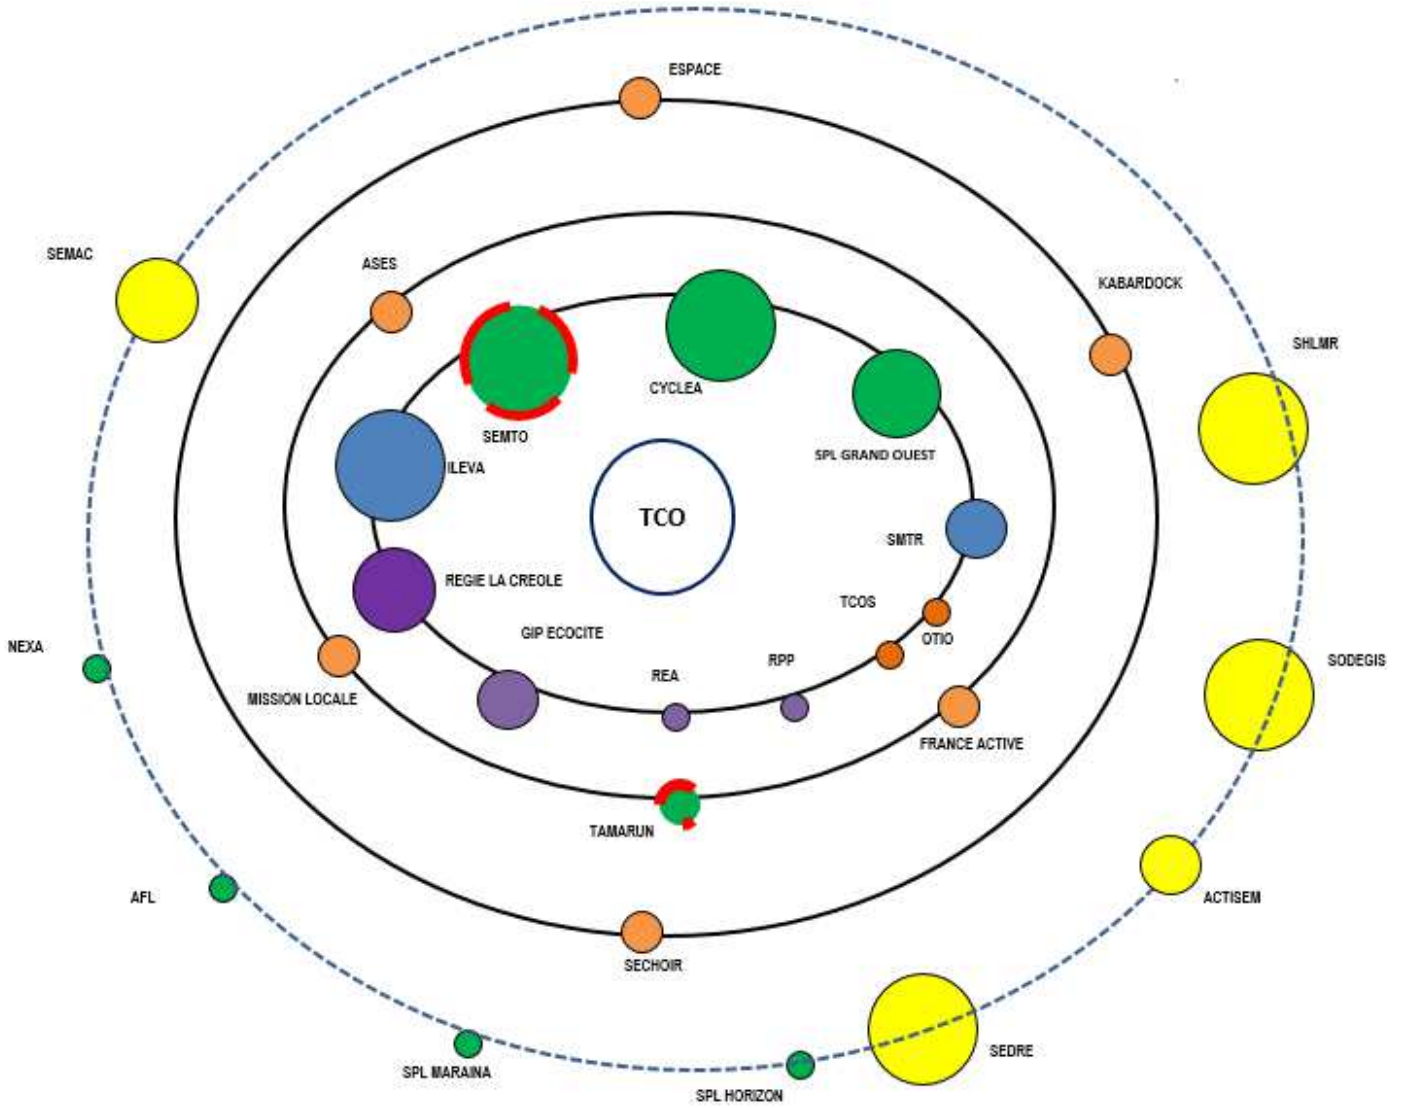 ESPACE
SEMAC
ASES
KABARDOCK
SHLMR
CYCLEA
SEMTO
SPL GRAND OUEST
ILEVA
TCO
SMTR
REGIE LA CREOLE
TCOS
GIP ECOCITE
OTIO
NEXA
RPP
SODEGIS
REA
MISSION LOCALE
FRANCE ACTIVE
TAMARUN
AFL
ACTISEM
SECHOIR
SEDRE
SPL MARAINA
SPL HORIZON